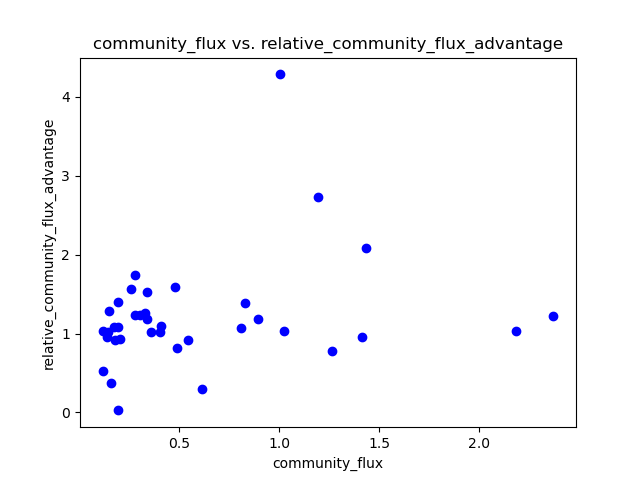 community_flux vs. relative_community_flux_advantage
relative_community_flux_advantage
4
3
2
1
0
0.5 1.0 1.5 2.0
community_flux